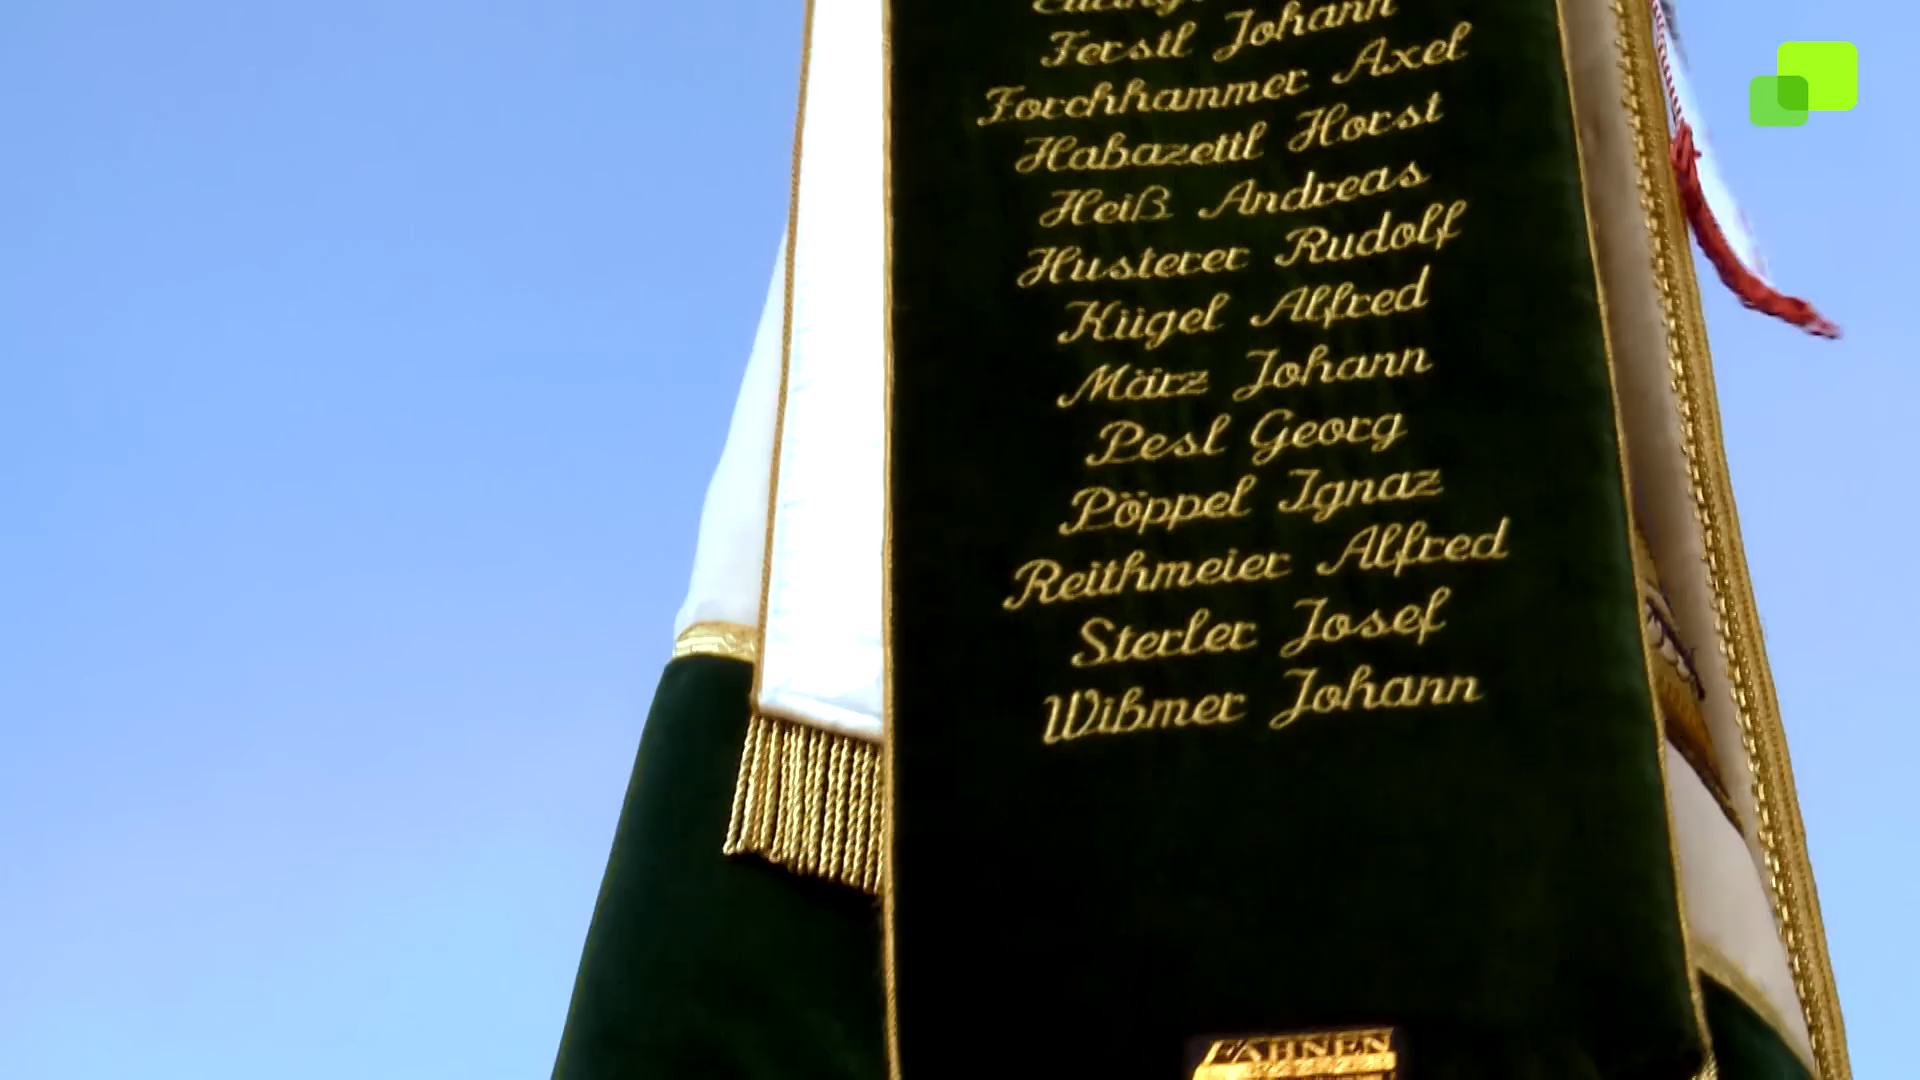 Ferstl Johann
Forchhammer Axel
Habazettl Horst
Heiß Andreas
Husterer Rudolf
Kügel Alfred
März Johann
Pesl Georg
Pöppel Ignaz
Reithmeier Alfred
Sterler Josef
Wißmer Johann
FAHNEN